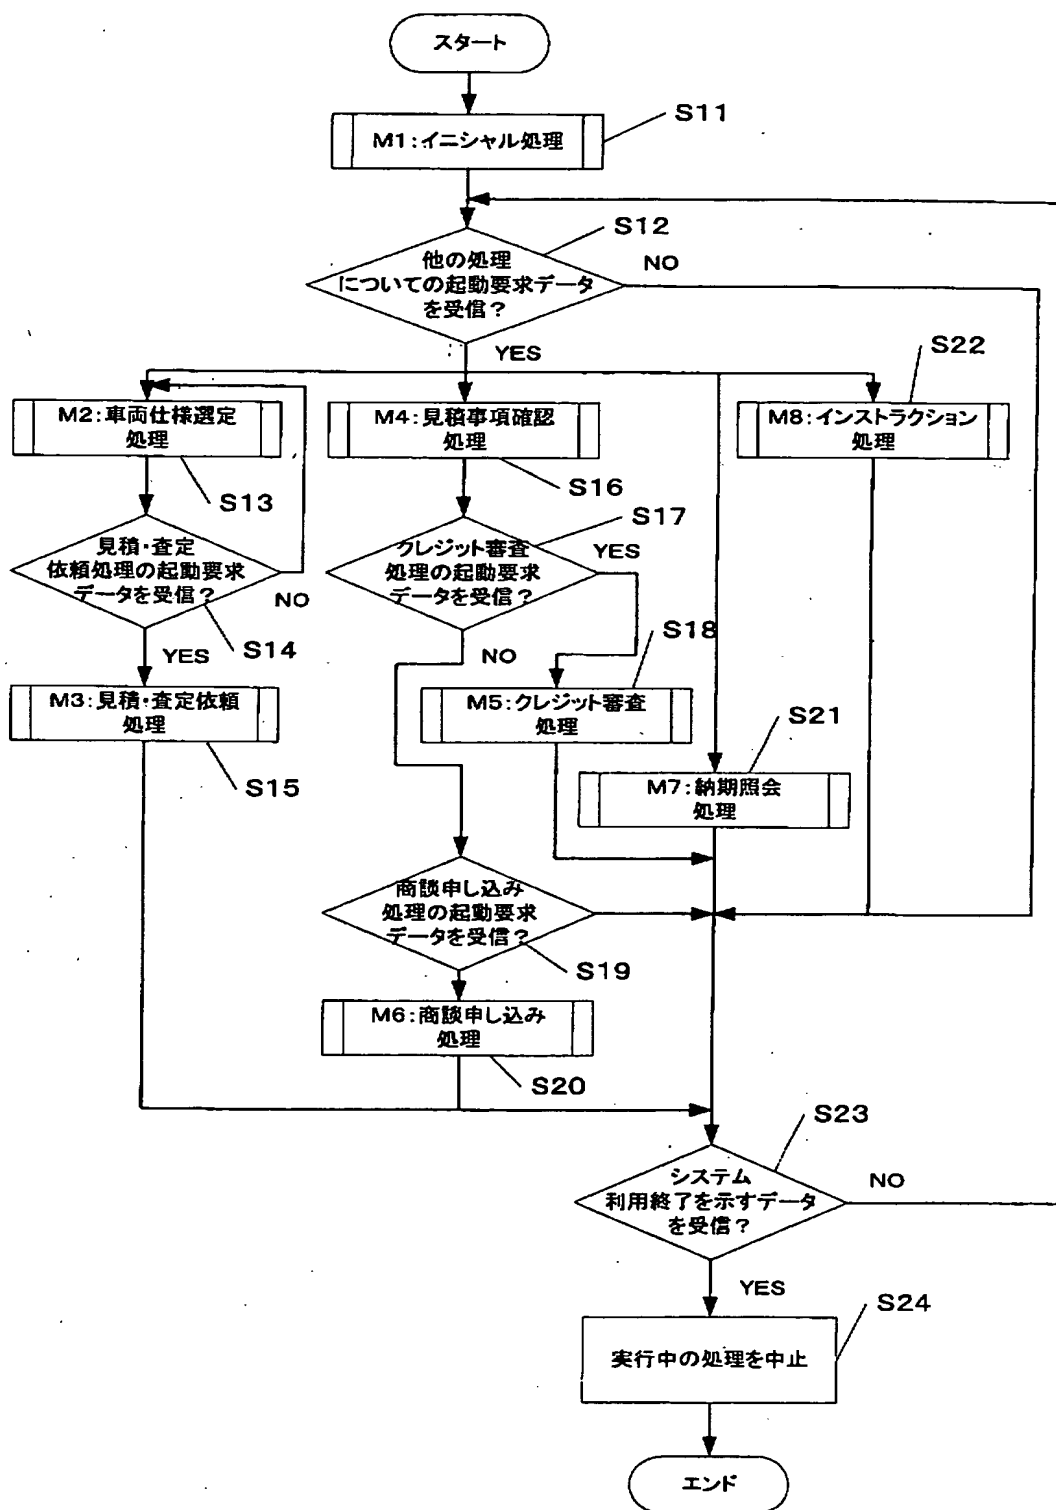 スタート
M1:イニシャル処理
S11
S12
他の処理
についての起動要求データ
を受信?
NO
YES
S22
M2:車両仕様選定
処理
M4:見積事項確認
処理
M8:インストラクション
処理
S13
S16
S17
見積・査定
依頼処理の起動要求
データを受信?
NO
クレジット審査
処理の起動要求
データを受信?
YES
S14
YES
NO
S18
M3:見積・査定依頼
処理
M5:クレジット審査
処理
S15
S21
M7:納期照会
処理
商談申し込み
処理の起動要求
データを受信?
S19
M6:商談申し込み
処理
S20
S23
システム
利用終了を示すデータ
を受信?
NO
YES
S24
実行中の処理を中止
エンド